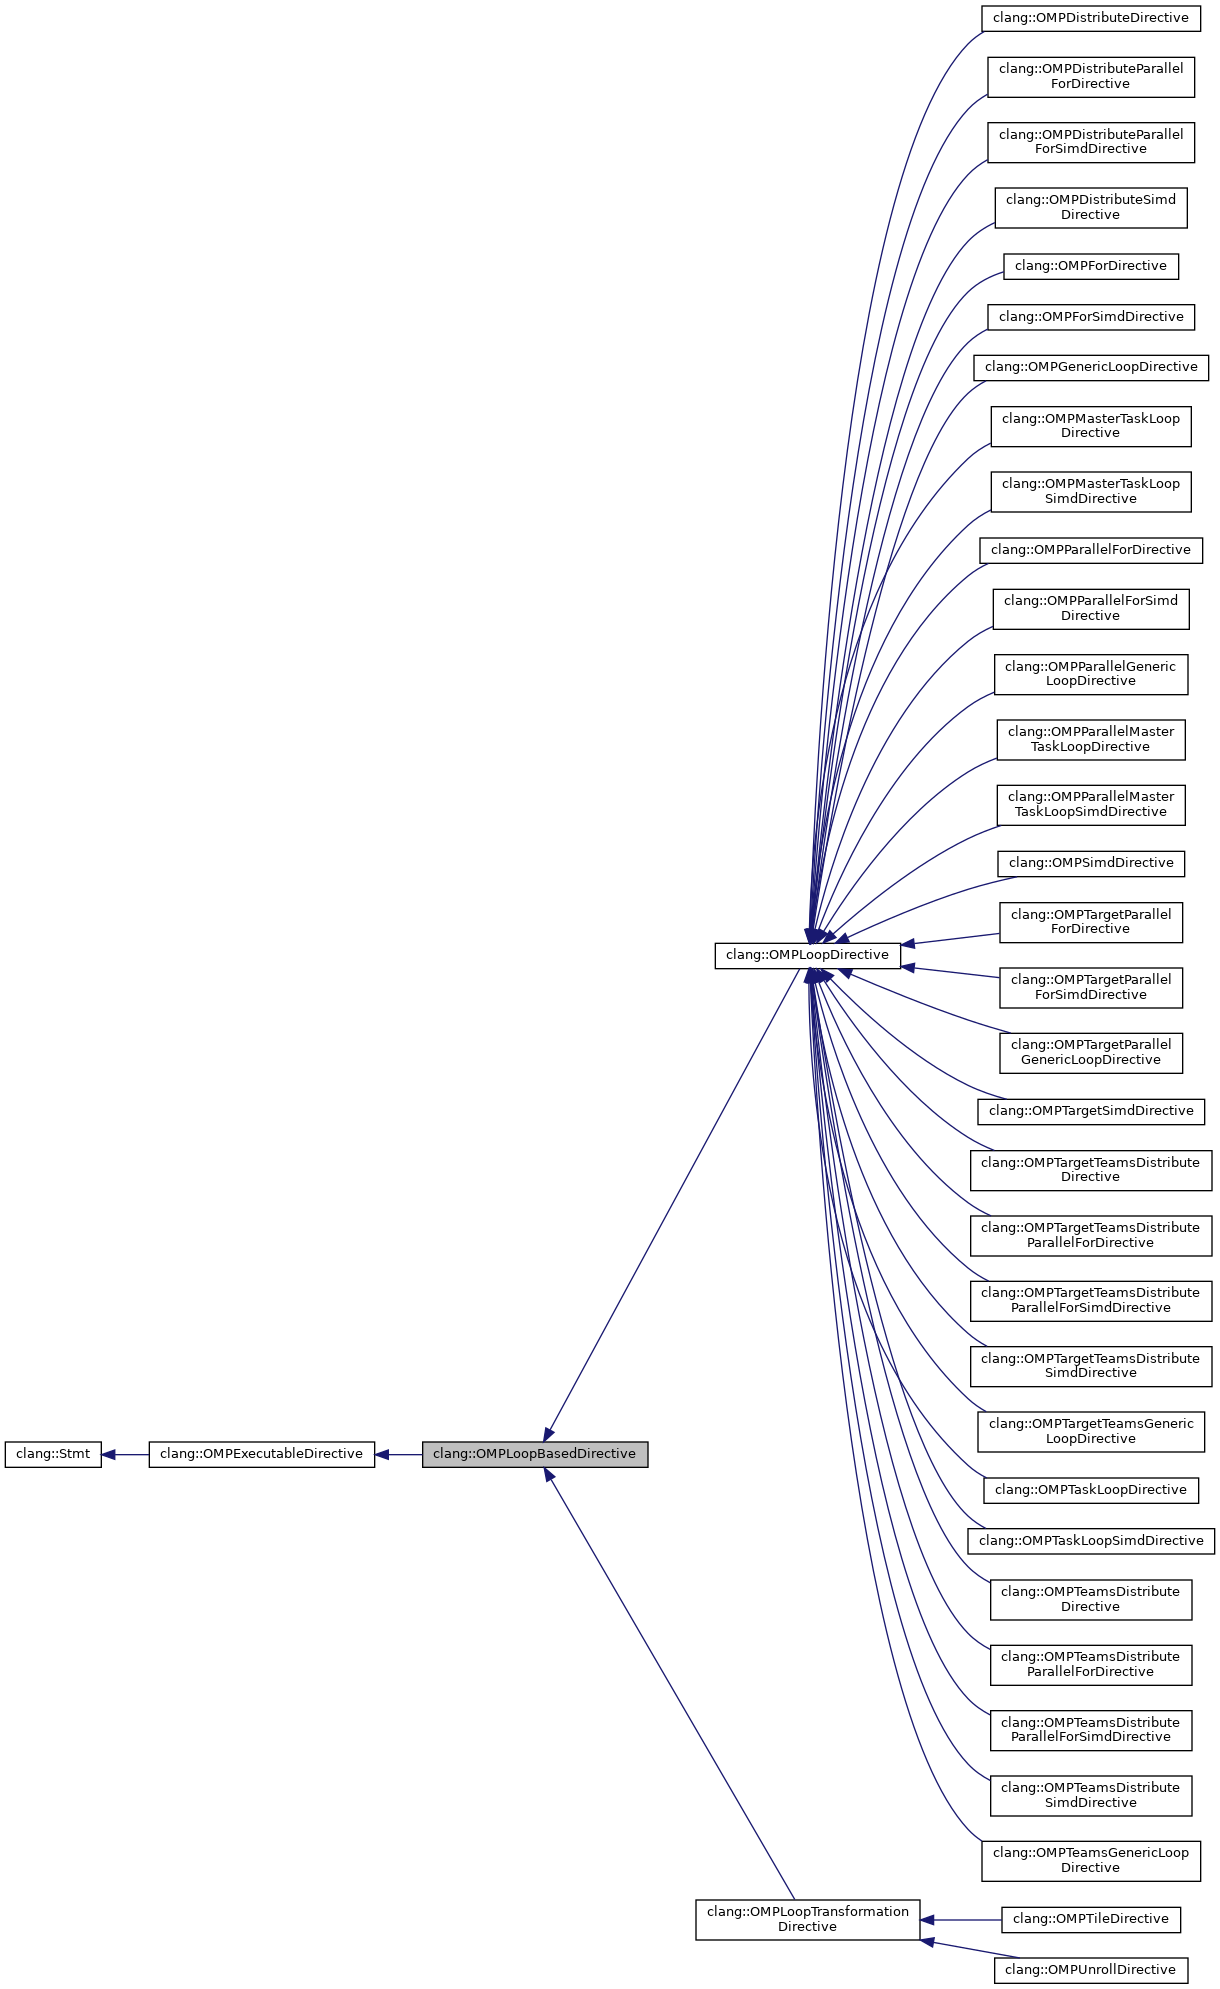 clang::OMPDistributeDirective
clang::OMPDistributeParallel
ForDirective
clang::OMPDistributeParallel
ForSimdDirective
clang::OMPDistributeSimd
Directive
clang::OMPForDirective
clang::OMPForSimdDirective
clang::OMPGenericLoopDirective
clang::OMPMasterTaskLoop
Directive
clang::OMPMasterTaskLoop
SimdDirective
clang::OMPParallelForDirective
clang::OMPParallelForSimd
Directive
clang::OMPParallelGeneric
LoopDirective
clang::OMPParallelMaster
TaskLoopDirective
clang::OMPParallelMaster
TaskLoopSimdDirective
clang::OMPSimdDirective
clang::OMPTargetParallel
ForDirective
clang::OMPLoopDirective
clang::OMPTargetParallel
ForSimdDirective
clang::OMPTargetParallel
GenericLoopDirective
clang::OMPTargetSimdDirective
clang::OMPTargetTeamsDistribute
Directive
clang::OMPTargetTeamsDistribute
ParallelForDirective
clang::OMPTargetTeamsDistribute
ParallelForSimdDirective
clang::OMPTargetTeamsDistribute
SimdDirective
clang::OMPTargetTeamsGeneric
LoopDirective
clang::Stmt
clang::OMPExecutableDirective
clang::OMPLoopBasedDirective
clang::OMPTaskLoopDirective
clang::OMPTaskLoopSimdDirective
clang::OMPTeamsDistribute
Directive
clang::OMPTeamsDistribute
ParallelForDirective
clang::OMPTeamsDistribute
ParallelForSimdDirective
clang::OMPTeamsDistribute
SimdDirective
clang::OMPTeamsGenericLoop
Directive
clang::OMPLoopTransformation
Directive
clang::OMPTileDirective
clang::OMPUnrollDirective